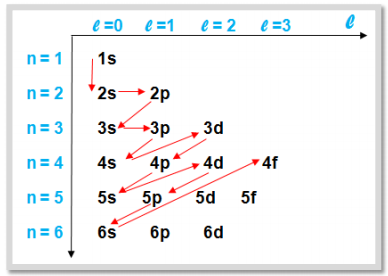 ℓ=0 ℓ=1 ℓ= 2 ℓ=3 ℓ
n = 1 1s
n = 2 2s 2p
n = 3 3s 3p 3d
n = 4 4s 4p 4d 4f
n = 5 5s 5p 5d 5f
n = 6 6s 6p 6d